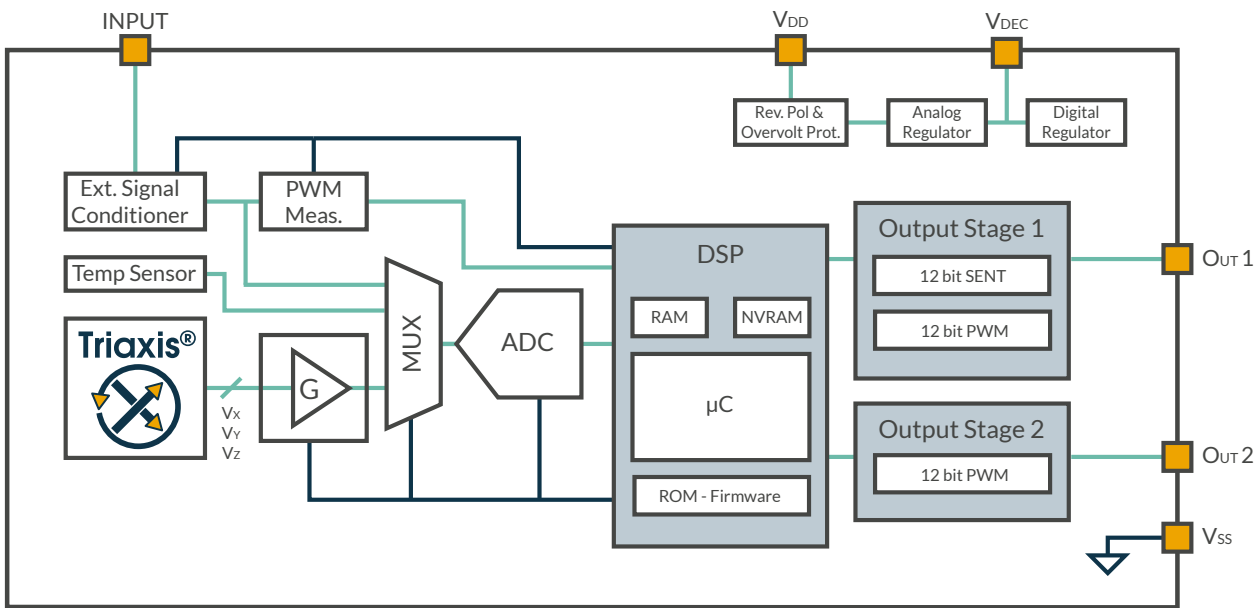 INPUT
VDD
VDEC
Rev. Pol &
Overvolt Prot.
Analog
Regulator
Digital
Regulator
Ext. Signal
Conditioner
PWM
Meas.
Temp Sensor
Triaxis®
VX
VY
VZ
G
MUX
ADC
DSP
RAM
NVRAM
µC
ROM - Firmware
Output Stage 1
12 bit SENT
12 bit PWM
Output Stage 2
12 bit PWM
OUT 1
OUT 2
VSS